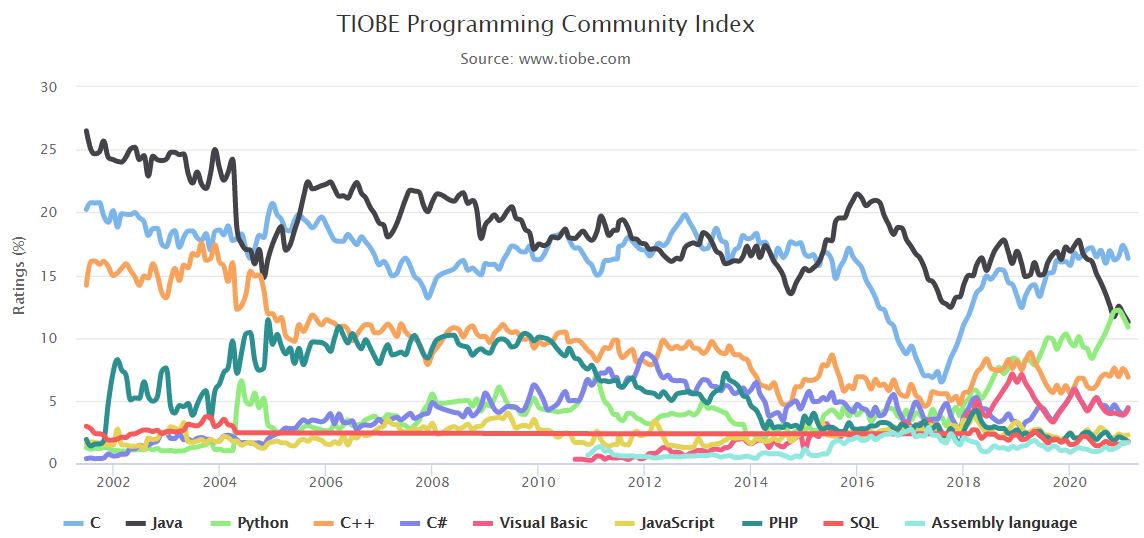 TIOBE Programming Community Index
Source: www.tiobe.com
30
25
20
15
10
5
0
Ratings (%)
2002 2004 2006 2008 2010 2012 2014 2016 2018 2020
C Java Python C++ C# Visual Basic JavaScript PHP SQL Assembly language